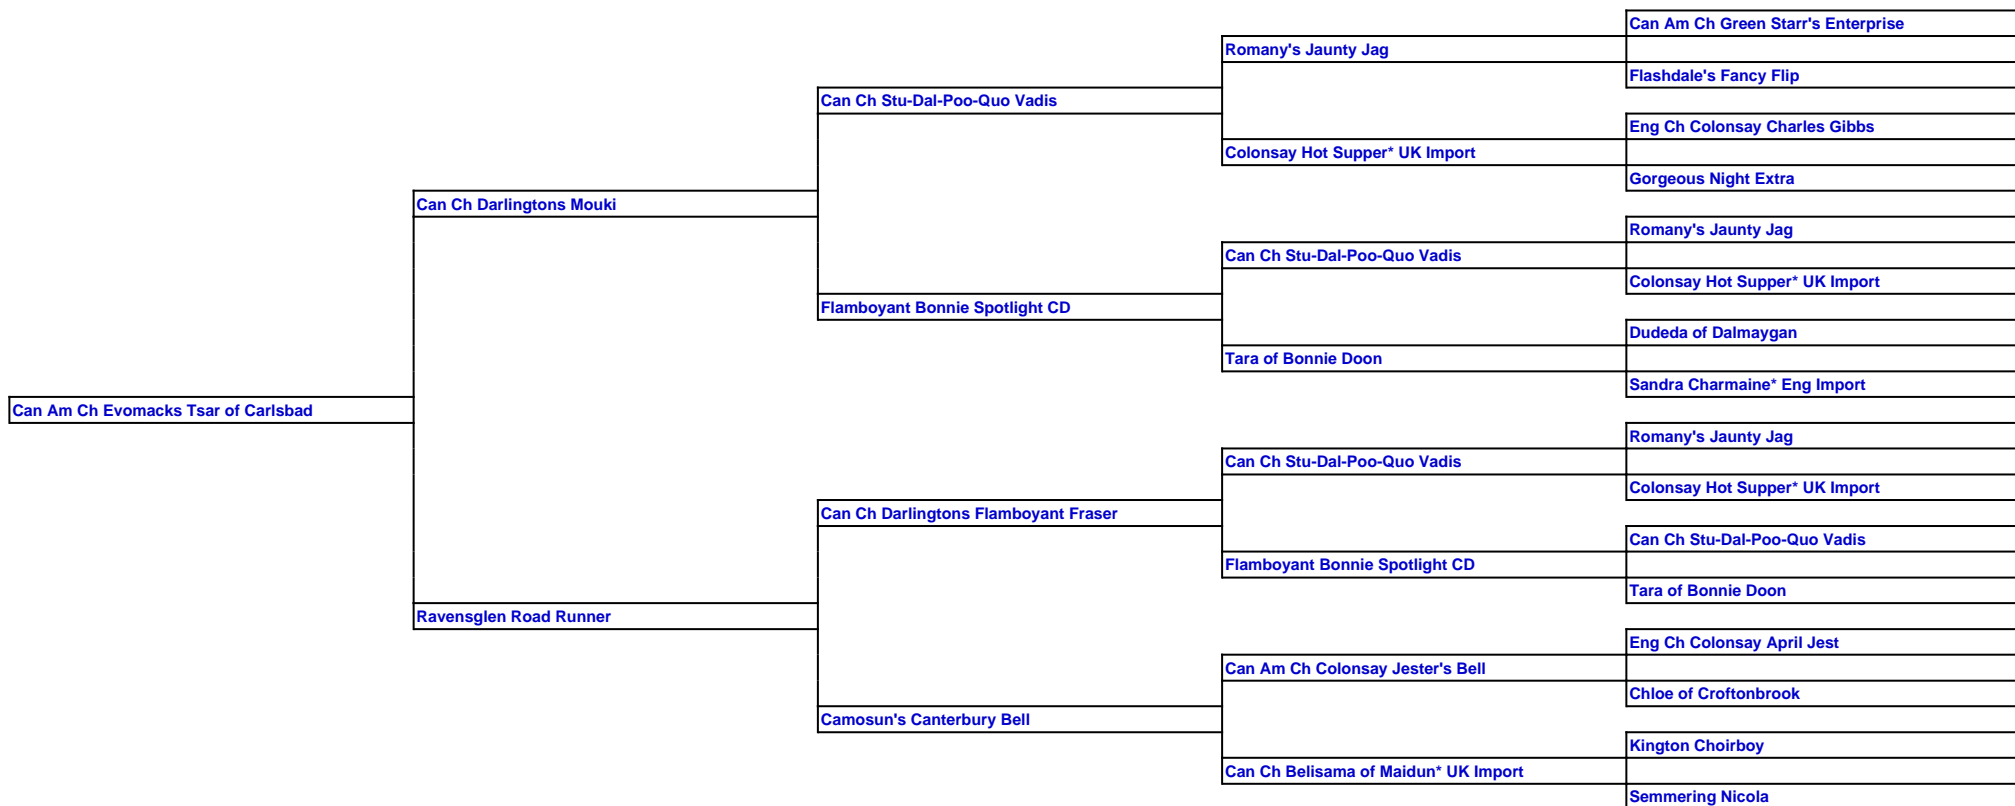 Can Am Ch Green Starr's Enterprise
Romany's Jaunty Jag
Flashdale's Fancy Flip
Can Ch Stu-Dal-Poo-Quo Vadis
Eng Ch Colonsay Charles Gibbs
Colonsay Hot Supper* UK Import
Gorgeous Night Extra
Can Ch Darlingtons Mouki
Romany's Jaunty Jag
Can Ch Stu-Dal-Poo-Quo Vadis
Colonsay Hot Supper* UK Import
Flamboyant Bonnie Spotlight CD
Dudeda of Dalmaygan
Tara of Bonnie Doon
Sandra Charmaine* Eng Import
Can Am Ch Evomacks Tsar of Carlsbad
Romany's Jaunty Jag
Can Ch Stu-Dal-Poo-Quo Vadis
Colonsay Hot Supper* UK Import
Can Ch Darlingtons Flamboyant Fraser
Can Ch Stu-Dal-Poo-Quo Vadis
Flamboyant Bonnie Spotlight CD
Tara of Bonnie Doon
Ravensglen Road Runner
Eng Ch Colonsay April Jest
Can Am Ch Colonsay Jester's Bell
Chloe of Croftonbrook
Camosun's Canterbury Bell
Kington Choirboy
Can Ch Belisama of Maidun* UK Import
Semmering Nicola